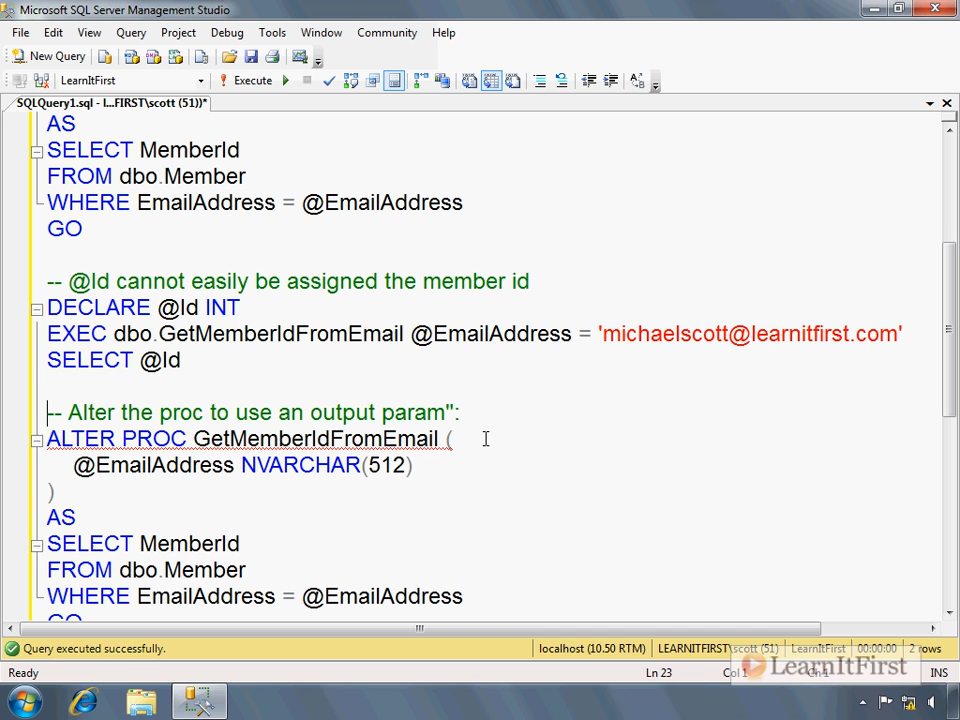 Microsoft SQL Server Management Studio
File Edit View Query Project Debug Tools Window Community Help
New Query
LearnItFirst Execute
SQLQuery1.sql - l...FIRST\scott (51))*
AS
SELECT MemberId
FROM dbo.Member
WHERE EmailAddress = @EmailAddress
GO
-- @Id cannot easily be assigned the member id
DECLARE @Id INT
EXEC dbo.GetMemberIdFromEmail @EmailAddress = 'michaelscott@learnitfirst.com'
SELECT @Id
-- Alter the proc to use an output param":
ALTER PROC GetMemberIdFromEmail (
@EmailAddress NVARCHAR(512)
)
AS
SELECT MemberId
FROM dbo.Member
WHERE EmailAddress = @EmailAddress
GO
Query executed successfully. localhost (10.50 RTM) LEARNITFIRST\scott (51) LearnItFirst 00:00:00 2 rows
Ready Ln 23 Col 1 Ch 1 INS
LearnItFirst